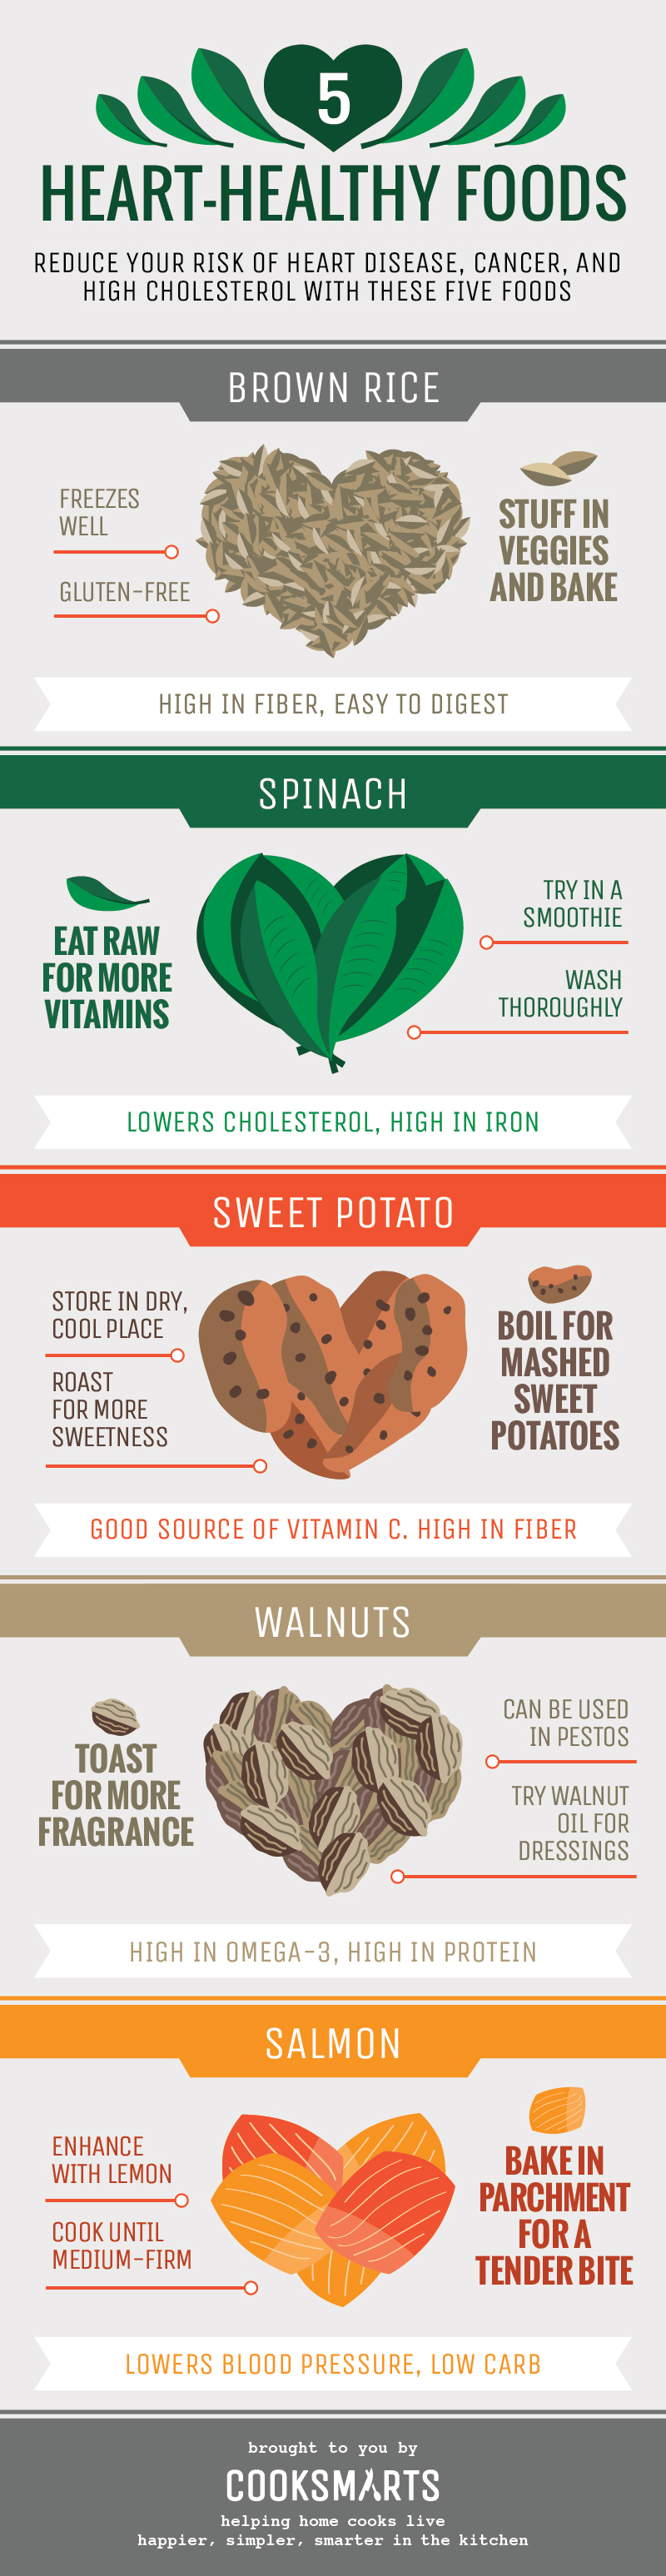 5
HEART-HEALTHY FOODS
REDUCE YOUR RISK OF HEART DISEASE, CANCER, AND
HIGH CHOLESTEROL WITH THESE FIVE FOODS
BROWN RICE
FREEZES
WELL
GLUTEN-FREE
STUFF IN
VEGGIES
AND BAKE
HIGH IN FIBER, EASY TO DIGEST
SPINACH
EAT RAW
FOR MORE
VITAMINS
TRY IN A
SMOOTHIE
WASH
THOROUGHLY
LOWERS CHOLESTEROL, HIGH IN IRON
SWEET POTATO
STORE IN DRY,
COOL PLACE
ROAST
FOR MORE
SWEETNESS
BOIL FOR
MASHED
SWEET
POTATOES
GOOD SOURCE OF VITAMIN C. HIGH IN FIBER
WALNUTS
TOAST
FOR MORE
FRAGRANCE
CAN BE USED
IN PESTOS
TRY WALNUT
OIL FOR
DRESSINGS
HIGH IN OMEGA-3, HIGH IN PROTEIN
SALMON
ENHANCE
WITH LEMON
COOK UNTIL
MEDIUM-FIRM
BAKE IN
PARCHMENT
FOR A
TENDER BITE
LOWERS BLOOD PRESSURE, LOW CARB
brought to you by
COOKSMARTS
helping home cooks live
happier, simpler, smarter in the kitchen